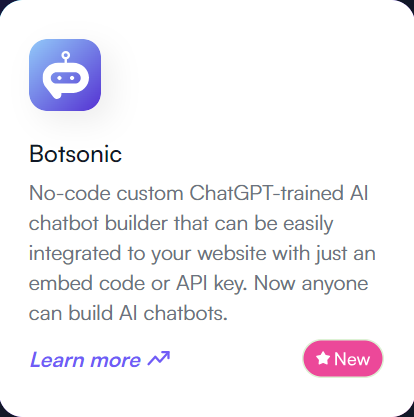 Botsonic
No-code custom ChatGPT-trained AI
chatbot builder that can be easily
integrated to your website with just an
embed code or API key. Now anyone
can build AI chatbots.
Learn more
New